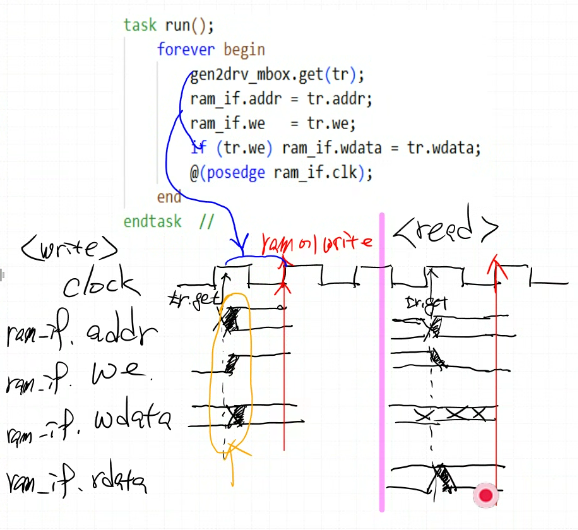 task run();
forever begin
gen2drv_mbox.get(tr);
ram_if.addr = tr.addr;
ram_if.we   = tr.we;
if (tr.we) ram_if.wdata = tr.wdata;
@(posedge ram_if.clk);
end
endtask  //
<write>
ram에 write
<read>
clock
tr.get
tr.get
ram_if. addr
ram_if. we.
ram_if. wdata
ram_if. rdata